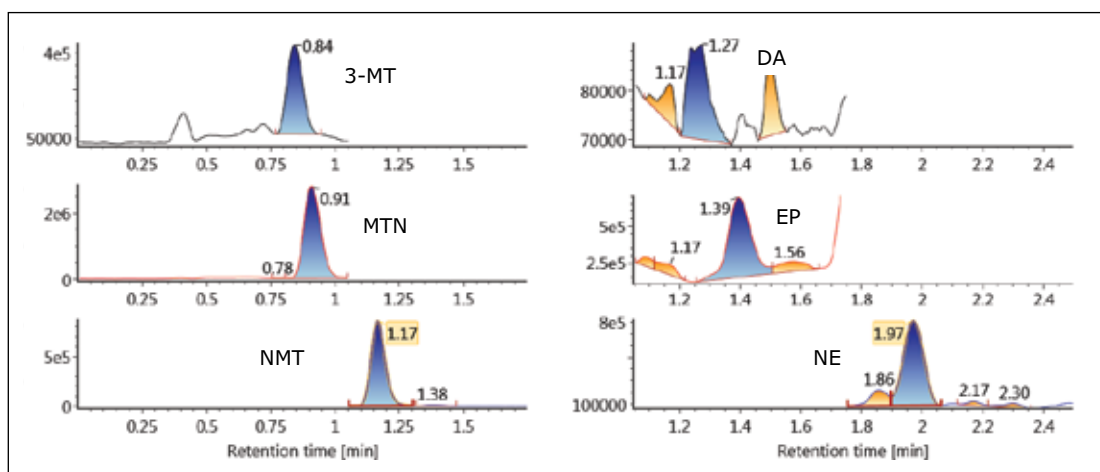 4e5
0.84
3-MT
50000
0.25 0.5 0.75 1 1.25 1.5
2e6
0.91
MTN
0.78
0
0.25 0.5 0.75 1 1.25 1.5
5e5
1.17
NMT
1.38
0
0.25 0.5 0.75 1 1.25 1.5
Retention time [min]
1.27
DA
1.17
80000
70000
1.2 1.4 1.6 1.8 2 2.2 2.4
1.39
EP
5e5
1.17
1.56
2.5e5
1.2 1.4 1.6 1.8 2 2.2 2.4
8e5
1.97
NE
1.86
2.17 2.30
100000
1.2 1.4 1.6 1.8 2 2.2 2.4
Retention time [min]